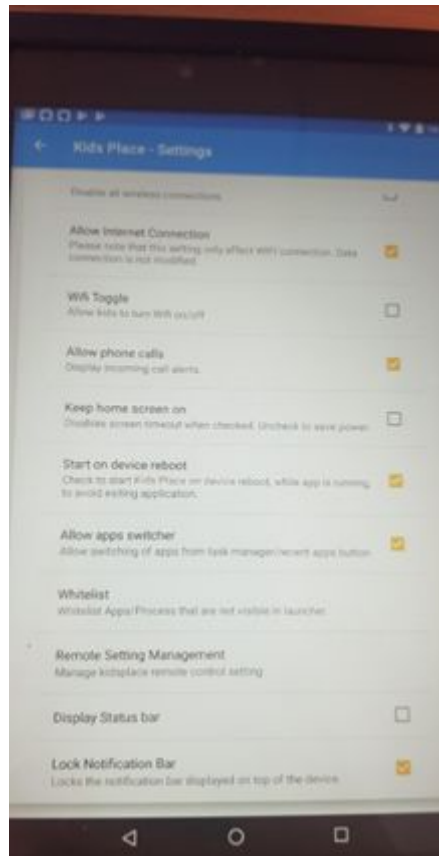 Kids Place - Settings
Disable all wireless connections
Allow Internet Connection
Please note that this setting only affect WIFI connection. Data
connection is not modified
Wifi Toggle
Allow kids to turn Wifi on/off
Allow phone calls
Display incoming call alerts.
Keep home screen on
Disables screen timeout when checked. Uncheck to save power.
Start on device reboot
Check to start Kids Place on device reboot, while app is running,
to avoid exiting application.
Allow apps switcher
Allow switching of apps from task manager/recent apps button
Whitelist
Whitelist Apps/Process that are not visible in launcher.
Remote Setting Management
Manage kidsplace remote control setting
Display Status bar
Lock Notification Bar
Locks the notification bar displayed on top of the device.